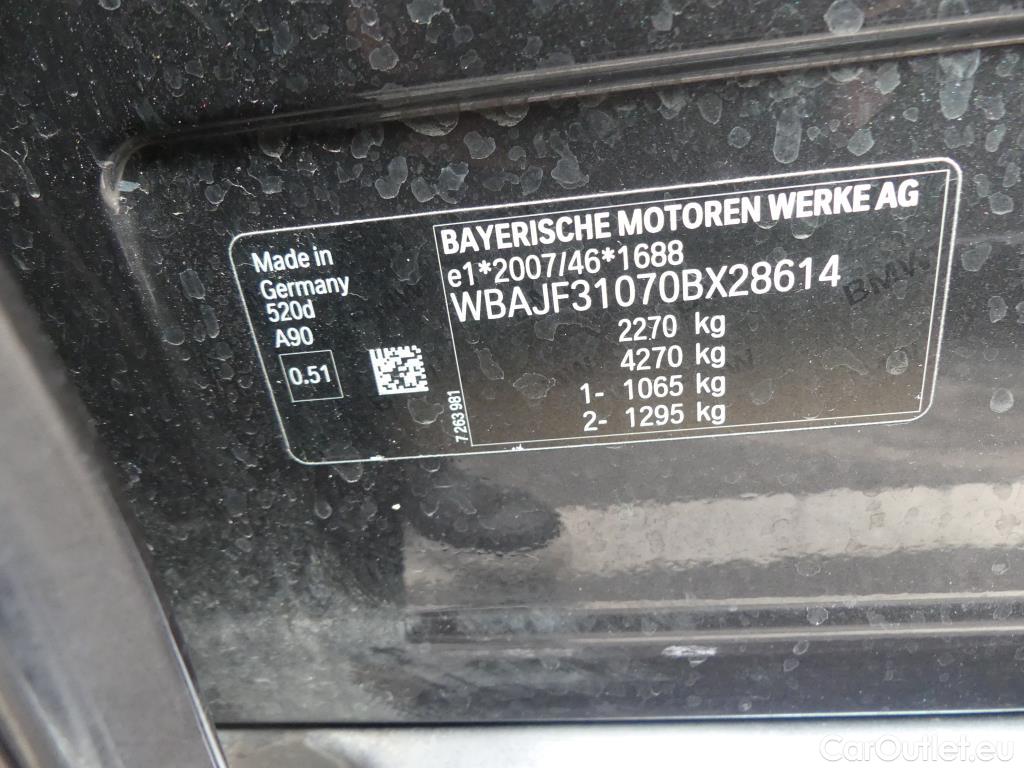 Made in
Germany
520d
A90
0.51
7 263 981
BAYERISCHE MOTOREN WERKE AG
e1*2007/46*1688
WBAJF31070BX28614
2270 kg
4270 kg
1- 1065 kg
2- 1295 kg
BMW
CarOutlet.eu